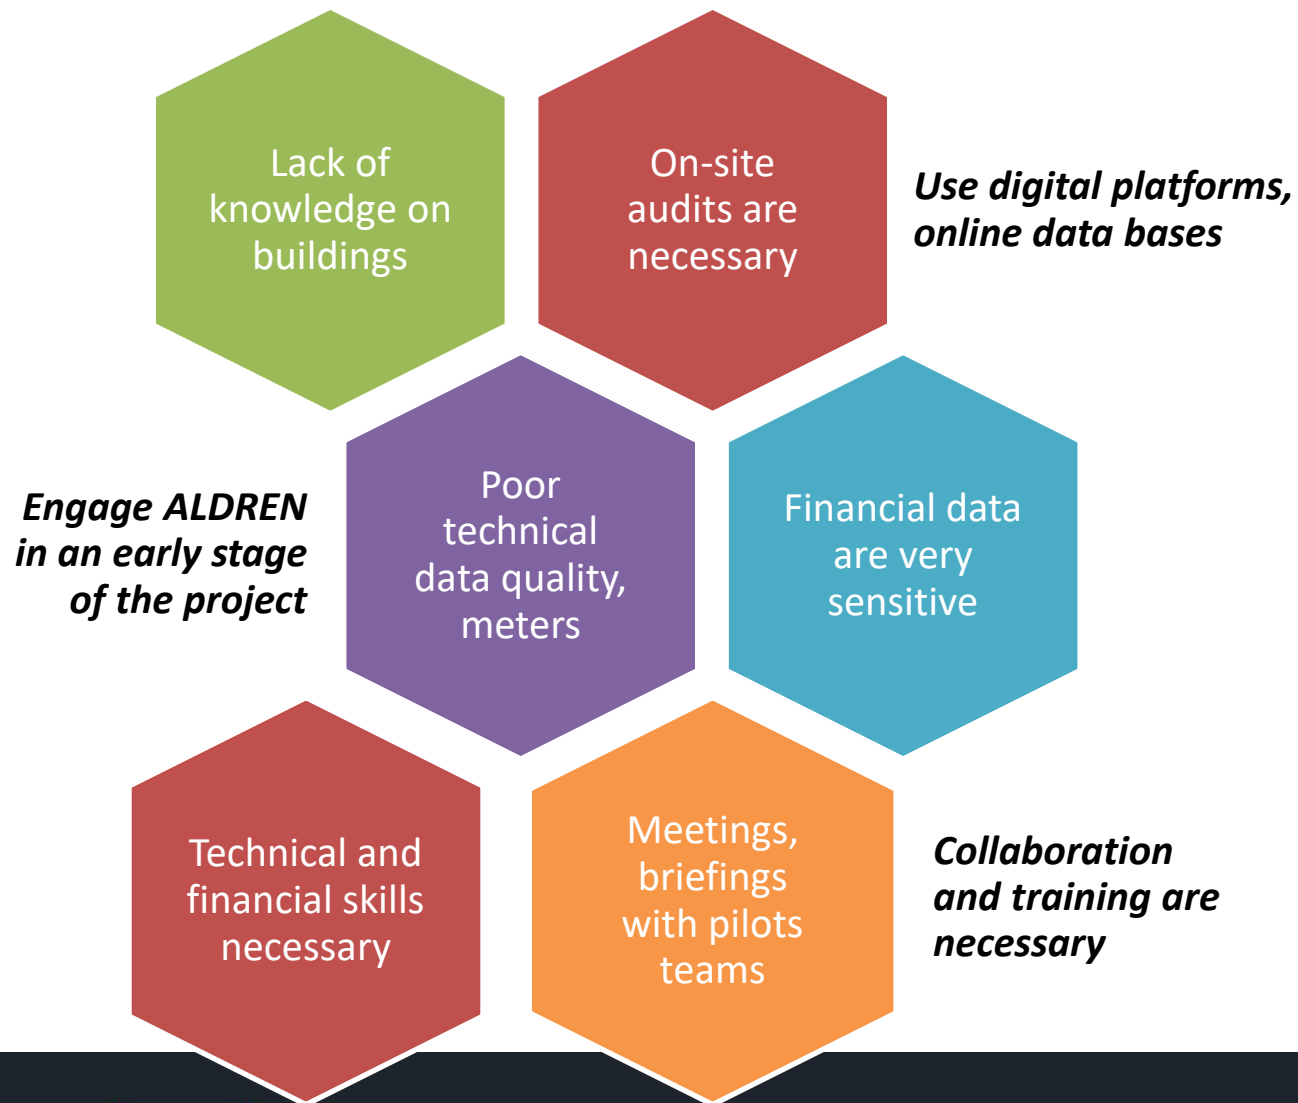 Lack of
knowledge on
buildings
On-site
audits are
necessary
Use digital platforms,
online data bases
Engage ALDREN
in an early stage
of the project
Poor
technical
data quality,
meters
Financial data
are very
sensitive
Technical and
financial skills
necessary
Meetings,
briefings
with pilots
teams
Collaboration
and training are
necessary